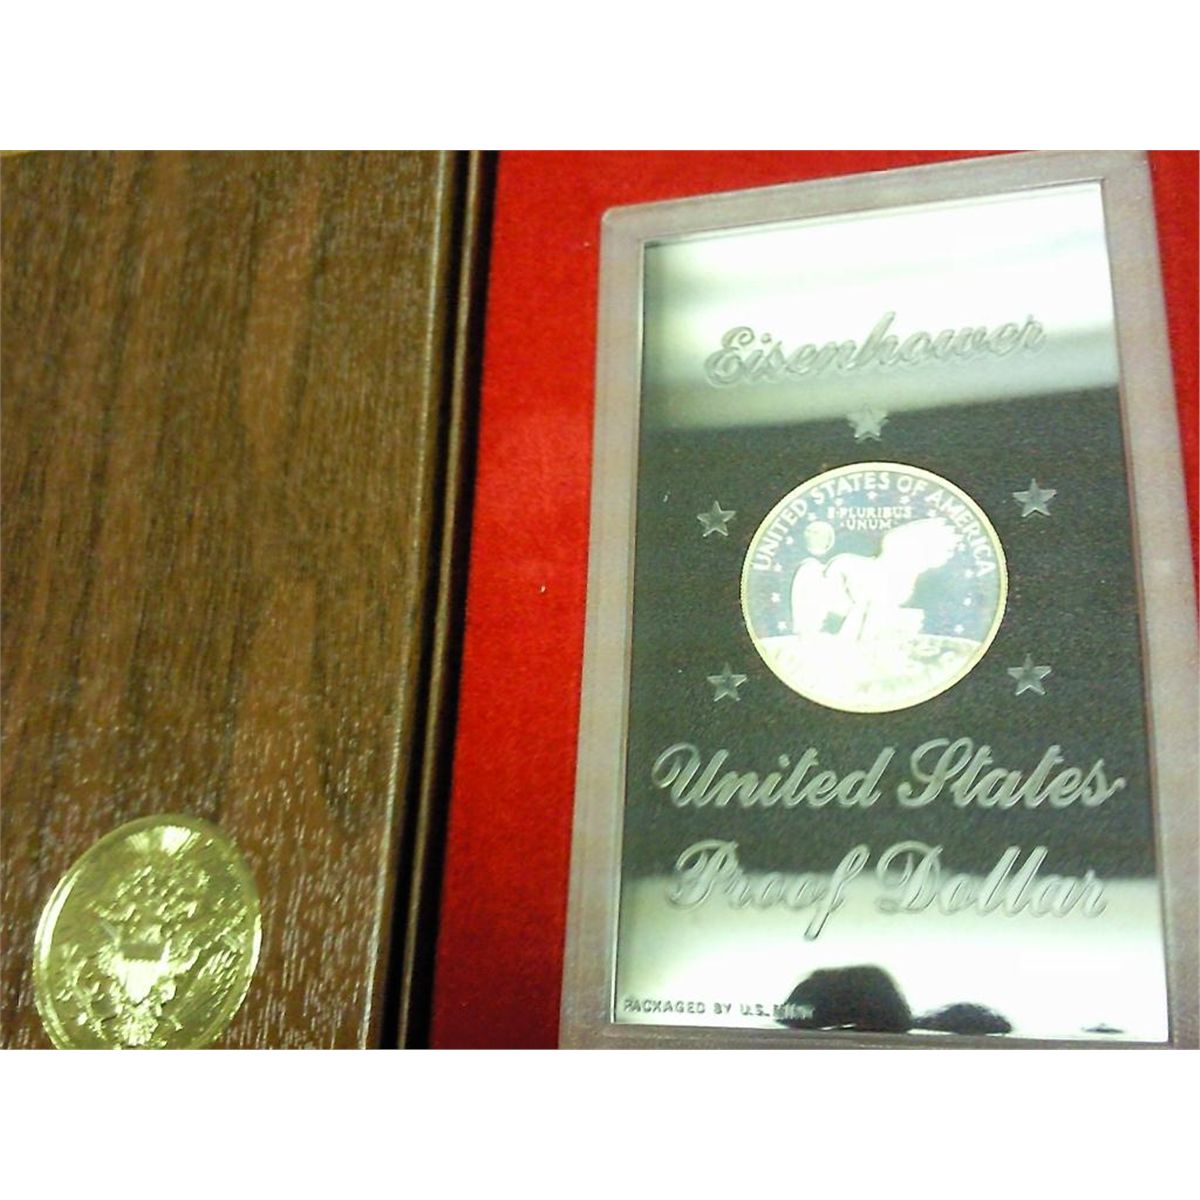 Eisenhower
UNITED STATES OF AMERICA
E·PLURIBUS
·UNUM·
United States
Proof Dollar
PACKAGED BY U.S. MINT